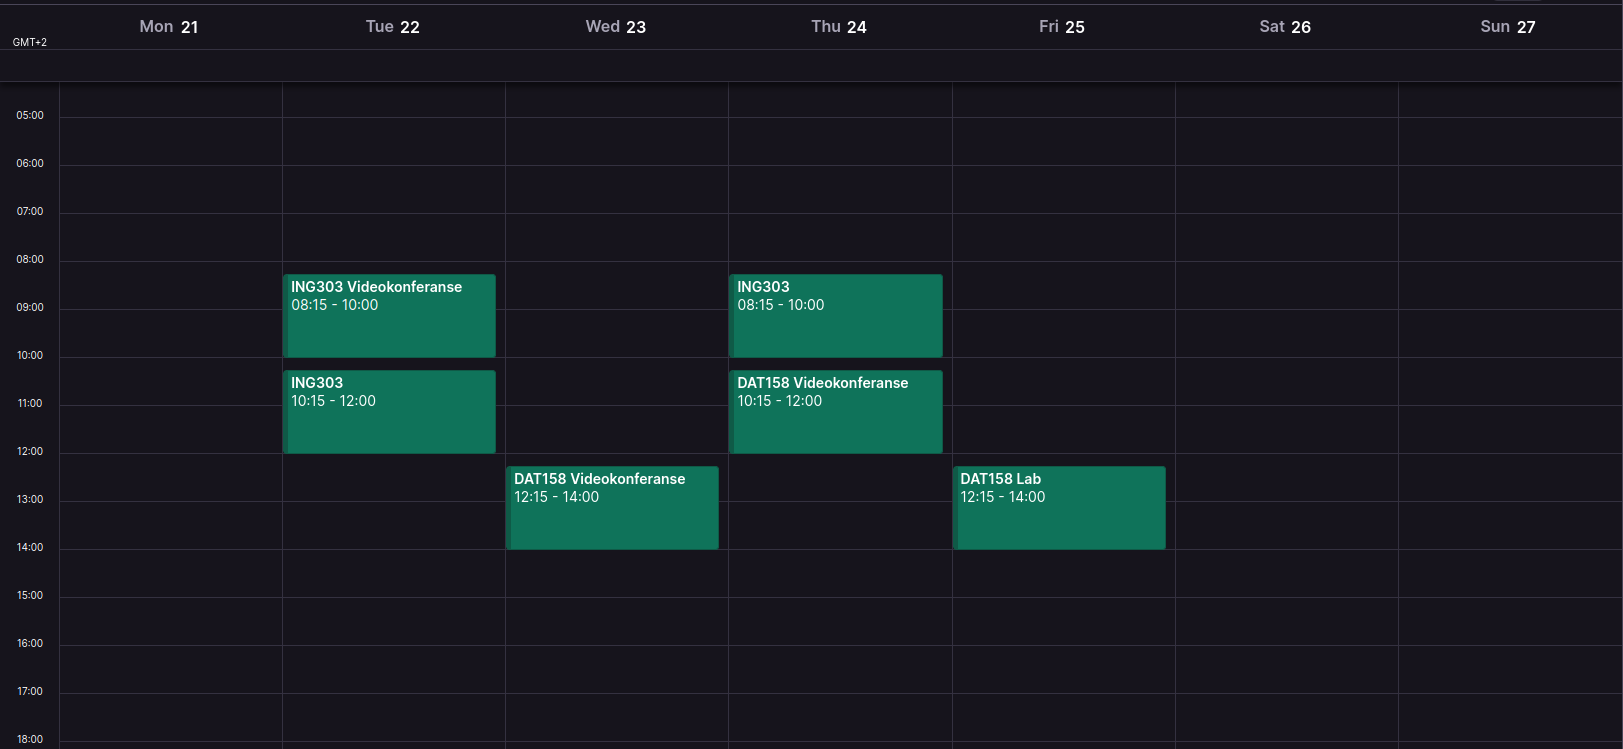 Mon 21
Tue 22
Wed 23
Thu 24
Fri 25
Sat 26
Sun 27
GMT+2
05:00
06:00
07:00
08:00
ING303 Videokonferanse
08:15 - 10:00
ING303
08:15 - 10:00
09:00
10:00
ING303
10:15 - 12:00
DAT158 Videokonferanse
10:15 - 12:00
11:00
12:00
DAT158 Videokonferanse
12:15 - 14:00
DAT158 Lab
12:15 - 14:00
13:00
14:00
15:00
16:00
17:00
18:00